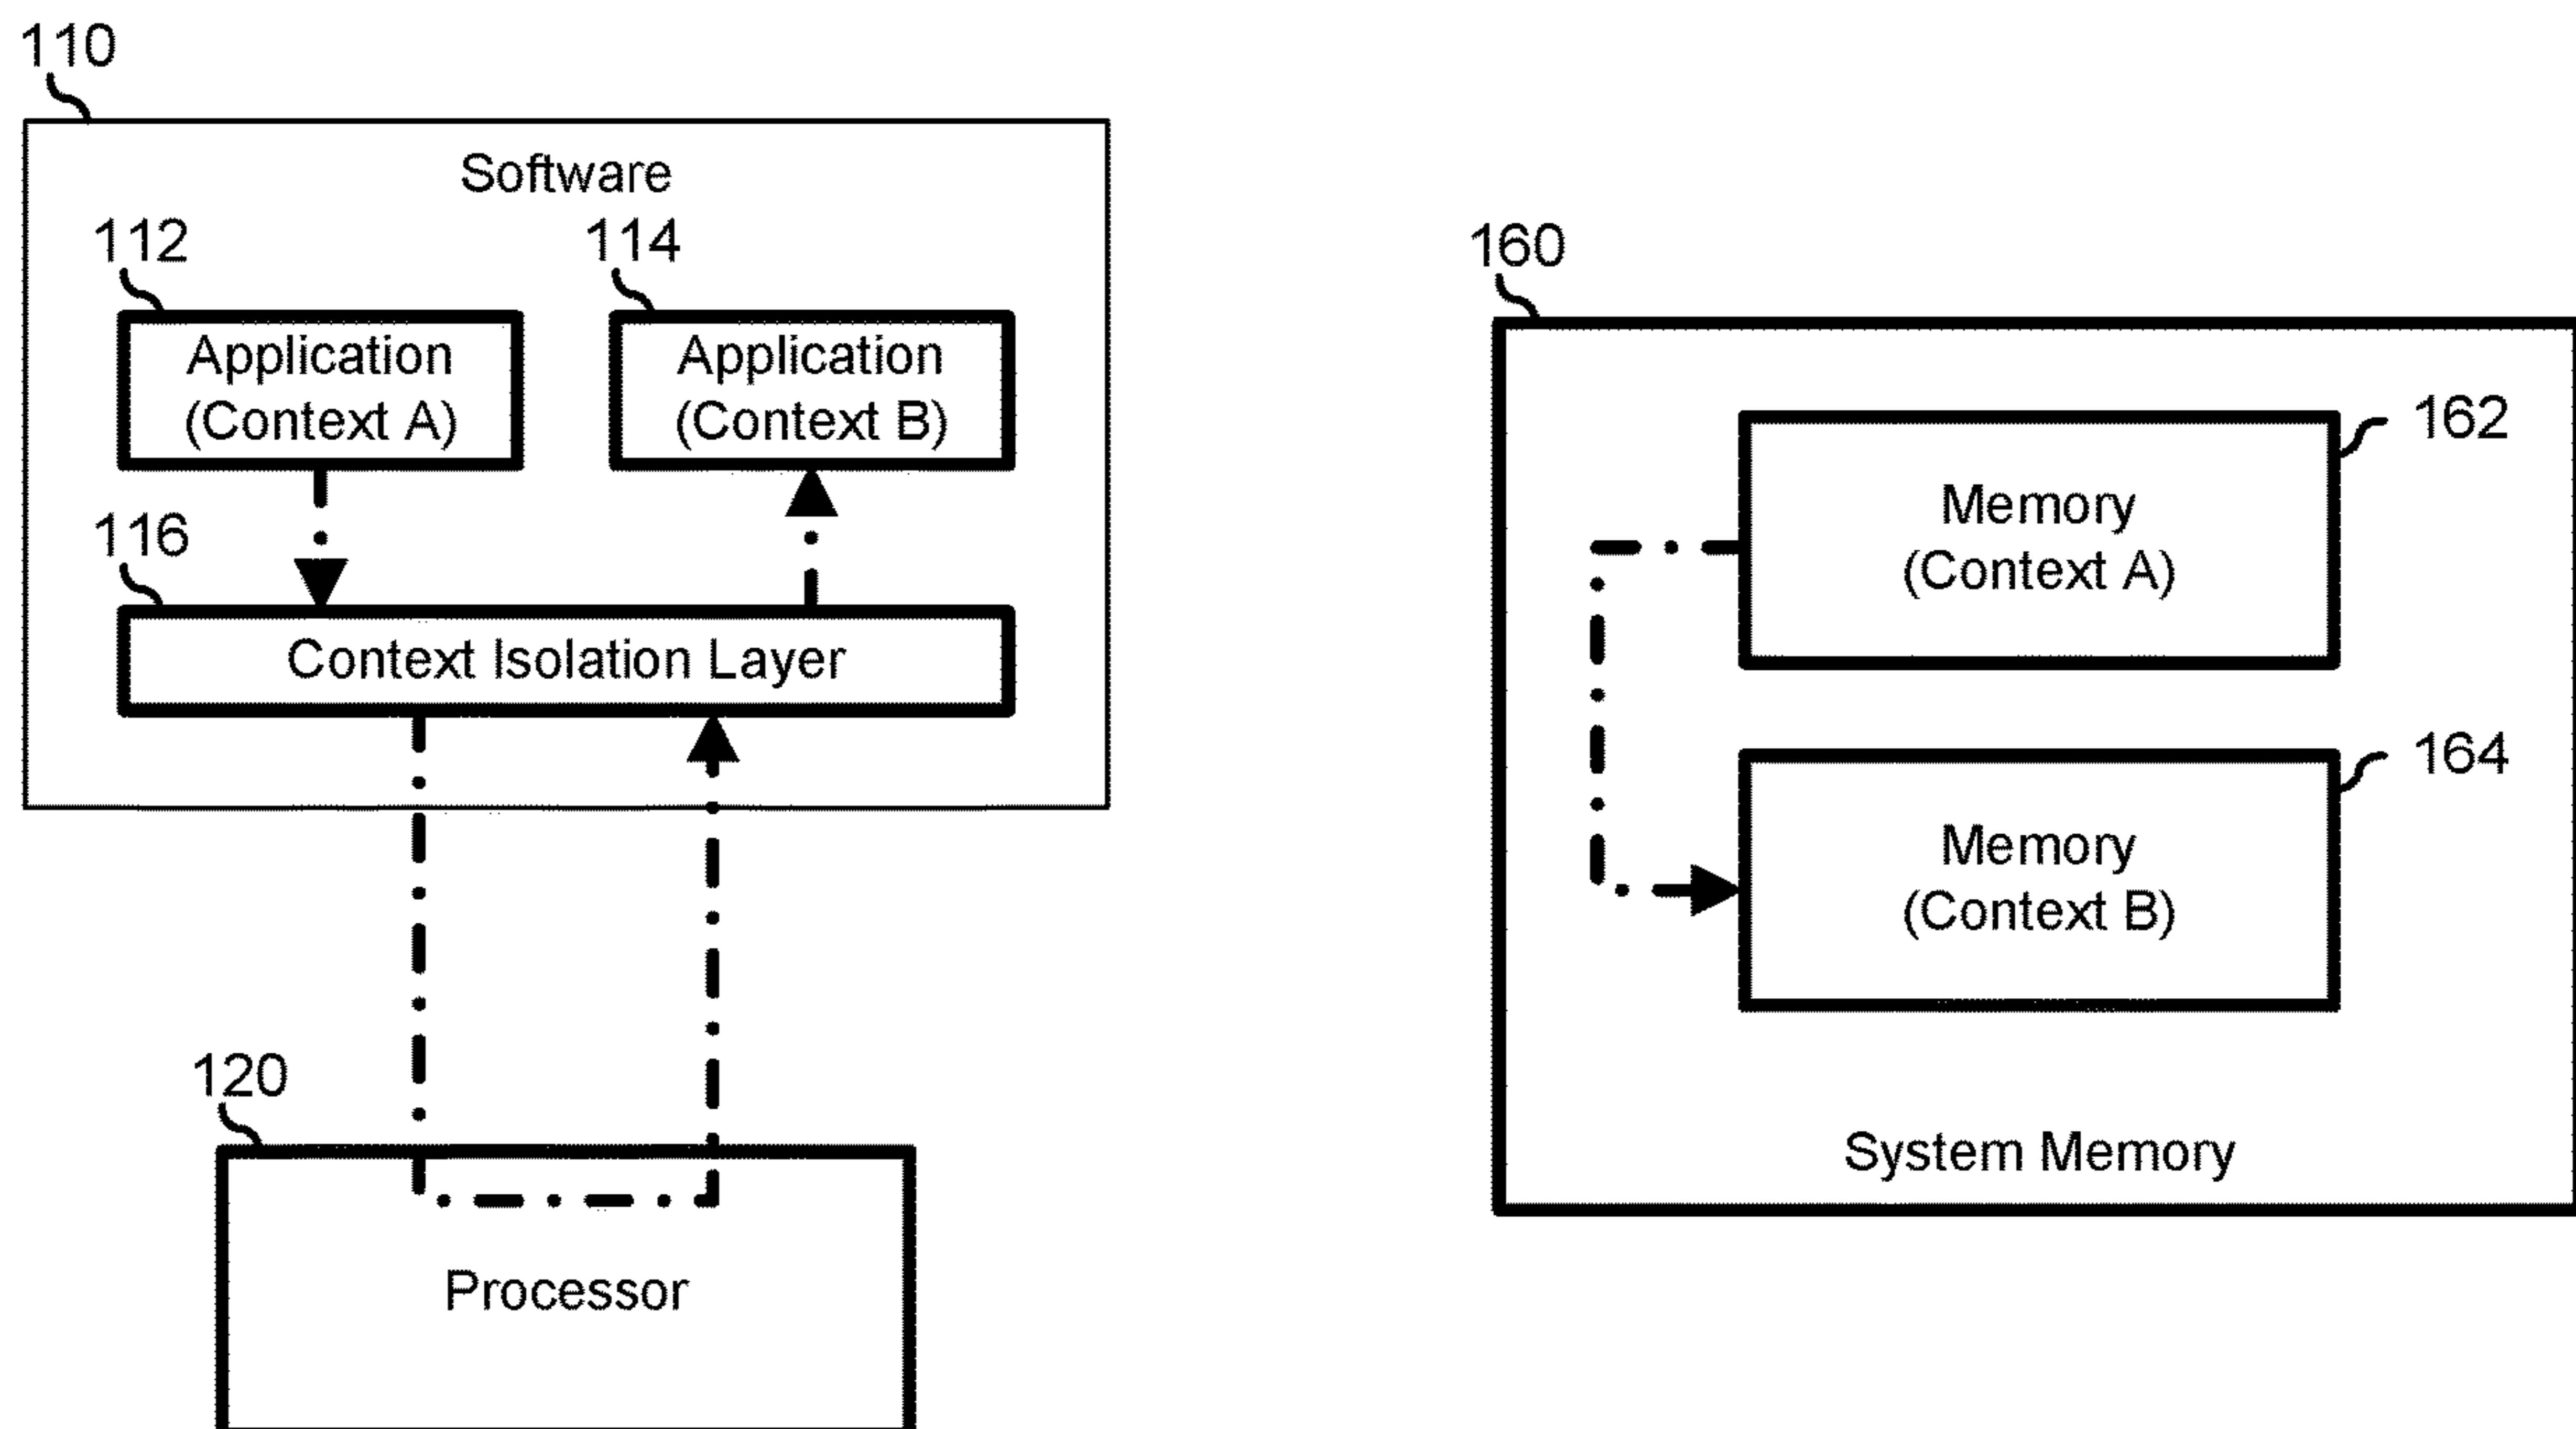 110
Software
112
114
Application
(Context A)
Application
(Context B)
116
Context Isolation Layer
120
Processor
160
162
Memory
(Context A)
164
Memory
(Context B)
System Memory